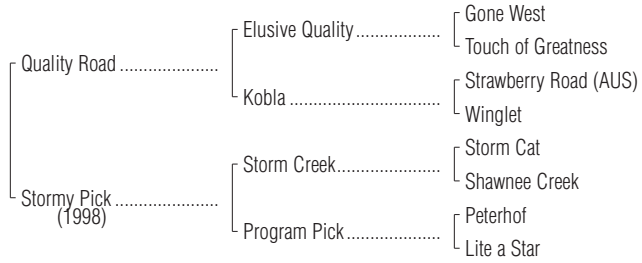 Gone West
Elusive Quality
Touch of Greatness
Quality Road
Strawberry Road (AUS)
Kobla
Winglet
Storm Cat
Storm Creek
Shawnee Creek
Stormy Pick
(1998)
Peterhof
Program Pick
Lite a Star